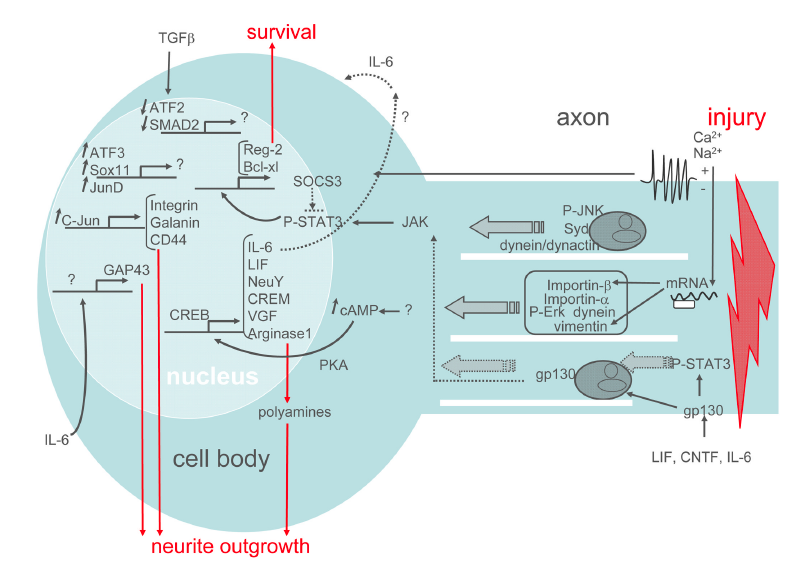 survival
TGFβ
IL-6
ATF2
SMAD2
?
?
axon
injury
Ca2+
Na2+
+
-
ATF3
Sox11
JunD
?
Reg-2
Bcl-xl
SOCS3
C-Jun
Integrin
Galanin
CD44
P-STAT3
JAK
P-JNK
Syd
dynein/dynactin
IL-6
LIF
NeuY
CREM
VGF
Arginase1
?
GAP43
CREB
cAMP
?
Importin-β
Importin-α
P-Erk dynein
vimentin
mRNA
PKA
nucleus
gp130
P-STAT3
polyamines
gp130
IL-6
cell body
LIF, CNTF, IL-6
neurite outgrowth